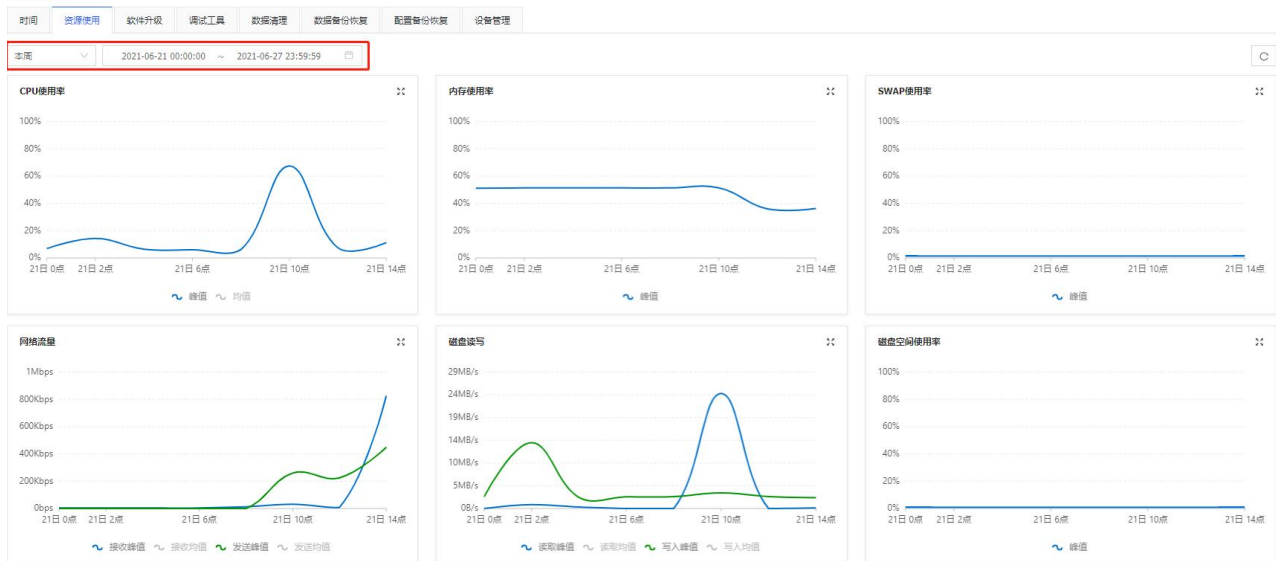 时间 资源使用 软件升级 调试工具 数据清理 数据备份恢复 配置备份恢复 设备管理
本周 2021-06-21 00:00:00 ~ 2021-06-27 23:59:59
CPU使用率
100%
80%
60%
40%
20%
0%
21日 0点 21日 2点 21日 6点 21日 10点 21日 14点
峰值 均值
内存使用率
100%
80%
60%
40%
20%
0%
21日 0点 21日 2点 21日 6点 21日 10点 21日 14点
峰值
SWAP使用率
100%
80%
60%
40%
20%
0%
21日 0点 21日 2点 21日 6点 21日 10点 21日 14点
峰值
网络流量
1Mbps
800Kbps
600Kbps
400Kbps
200Kbps
0bps
21日 0点 21日 2点 21日 6点 21日 10点 21日 14点
接收峰值 接收均值 发送峰值 发送均值
磁盘读写
29MB/s
24MB/s
19MB/s
14MB/s
10MB/s
5MB/s
0B/s
21日 0点 21日 2点 21日 6点 21日 10点 21日 14点
读取峰值 读取均值 写入峰值 写入均值
磁盘空间使用率
100%
80%
60%
40%
20%
0%
21日 0点 21日 2点 21日 6点 21日 10点 21日 14点
峰值